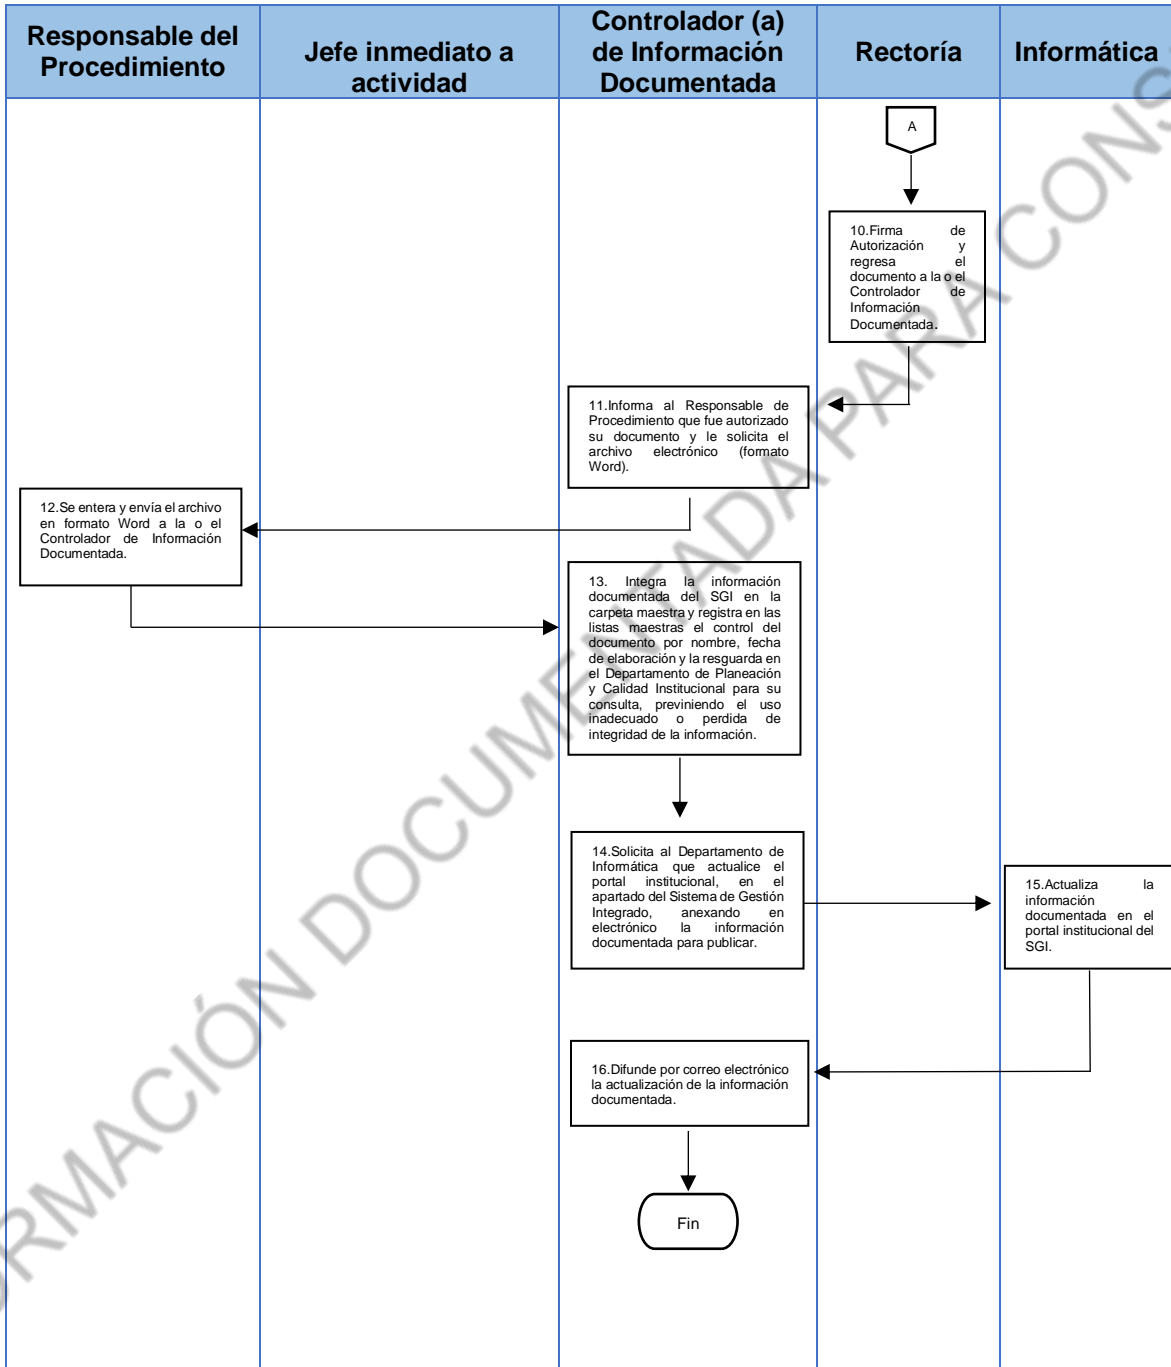 Responsable del
Procedimiento
Jefe inmediato a
actividad
Controlador (a)
de Información
Documentada
Rectoría
Informática
A
10.Firma de
Autorización y
regresa el
documento a la o el
Controlador de
Información
Documentada.
11.Informa al Responsable de
Procedimiento que fue autorizado
su documento y le solicita el
archivo electrónico (formato
Word).
12.Se entera y envía el archivo
en formato Word a la o el
Controlador de Información
Documentada.
13. Integra la información
documentada del SGI en la
carpeta maestra y registra en las
listas maestras el control del
documento por nombre, fecha
de elaboración y la resguarda en
el Departamento de Planeación
y Calidad Institucional para su
consulta, previniendo el uso
inadecuado o perdida de
integridad de la información.
14.Solicita al Departamento de
Informática que actualice el
portal institucional, en el
apartado del Sistema de Gestión
Integrado, anexando en
electrónico la información
documentada para publicar.
15.Actualiza la
información
documentada en el
portal institucional del
SGI.
16.Difunde por correo electrónico
la actualización de la información
documentada.
Fin
ORMACIÓN DOCUMENTADA PARA CONS